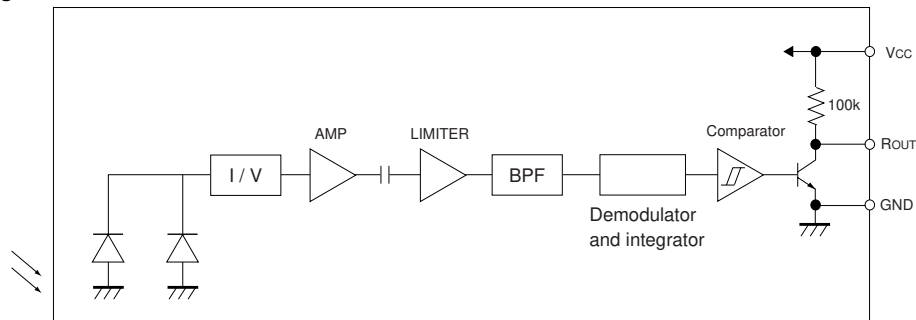 Vcc
100k
AMP
LIMITER
Comparator
ROUT
I / V
BPF
GND
Demodulator
and integrator